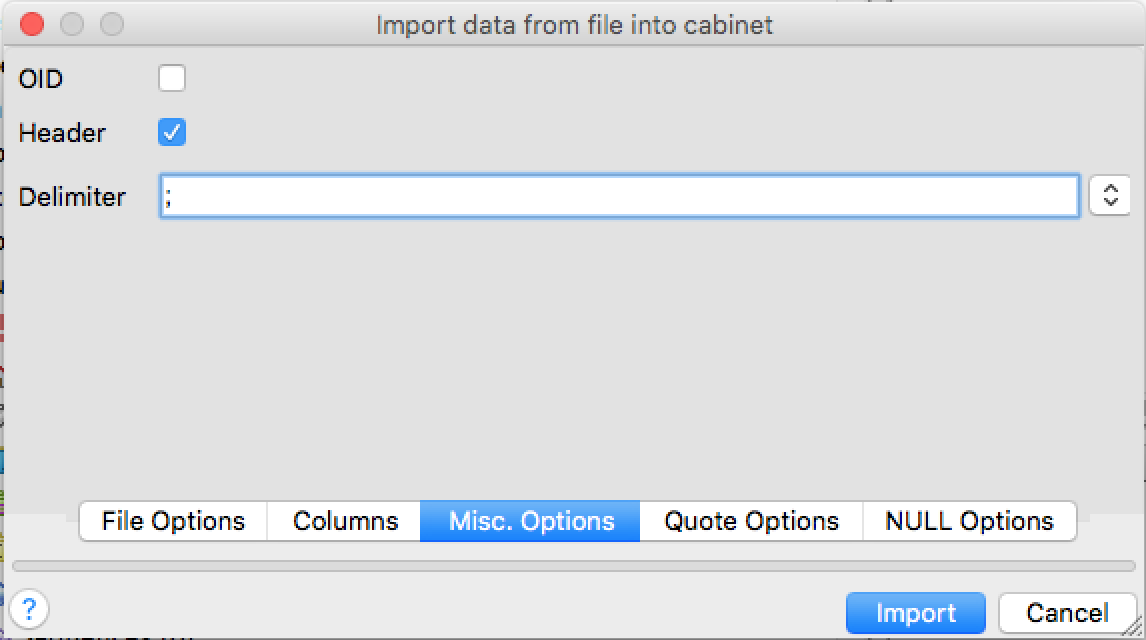 Import data from file into cabinet
OID
Header
Delimiter ;
File Options Columns Misc. Options Quote Options NULL Options
? Import Cancel